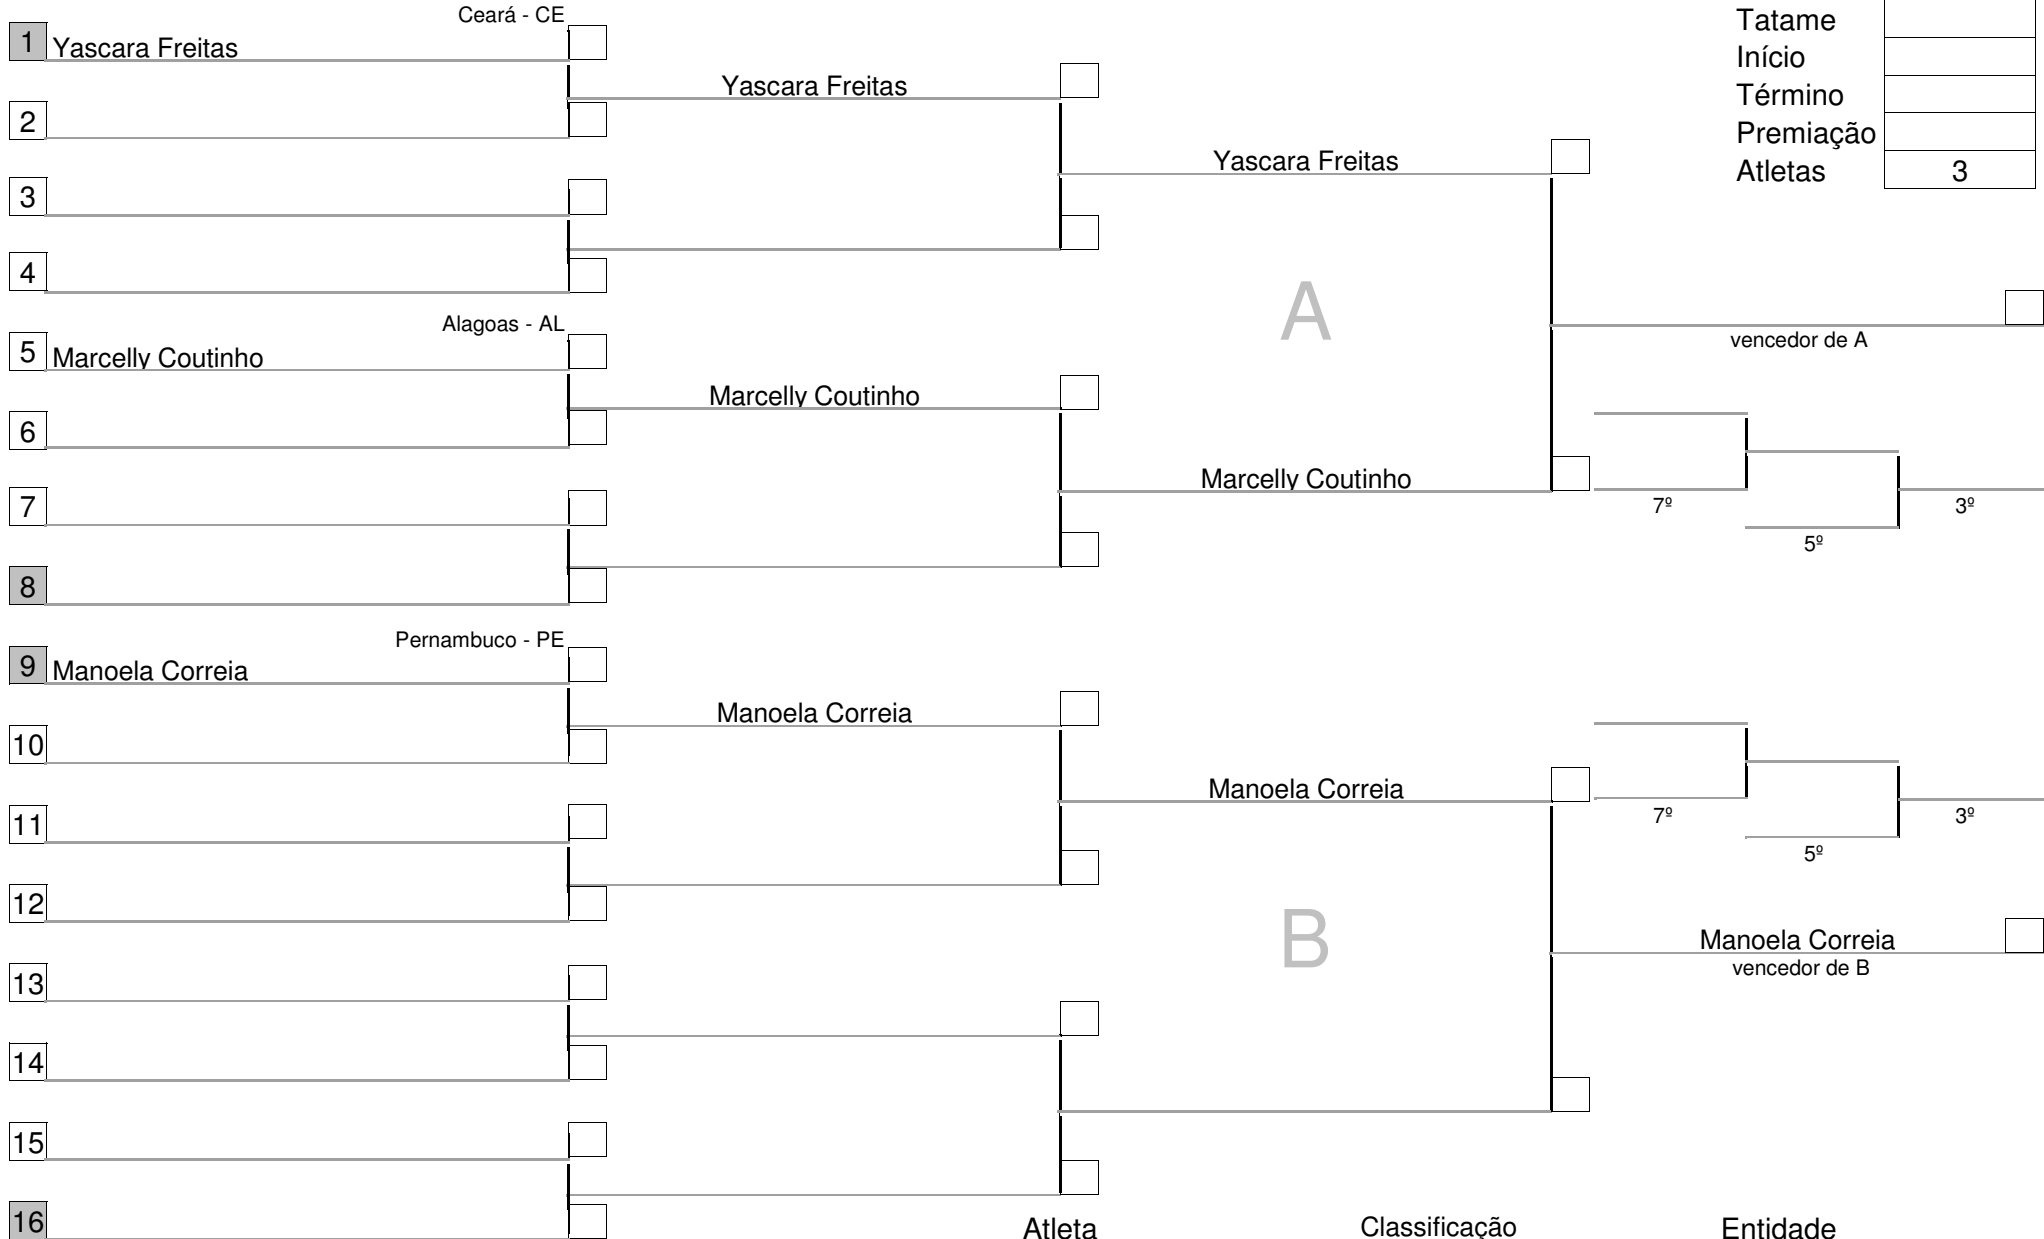 Ceará - CE
Tatame
1 Yascara Freitas
Início
Yascara Freitas
Término
2
Premiação
Yascara Freitas
Atletas 3
3
4
A
Alagoas - AL
vencedor de A
5 Marcelly Coutinho
Marcelly Coutinho
6
Marcelly Coutinho
7
7º 3º
5º
8
Pernambuco - PE
9 Manoela Correia
Manoela Correia
10
Manoela Correia
7º 3º
11
5º
12
B
Manoela Correia
vencedor de B
13
14
15
16
Atleta Classificação Entidade